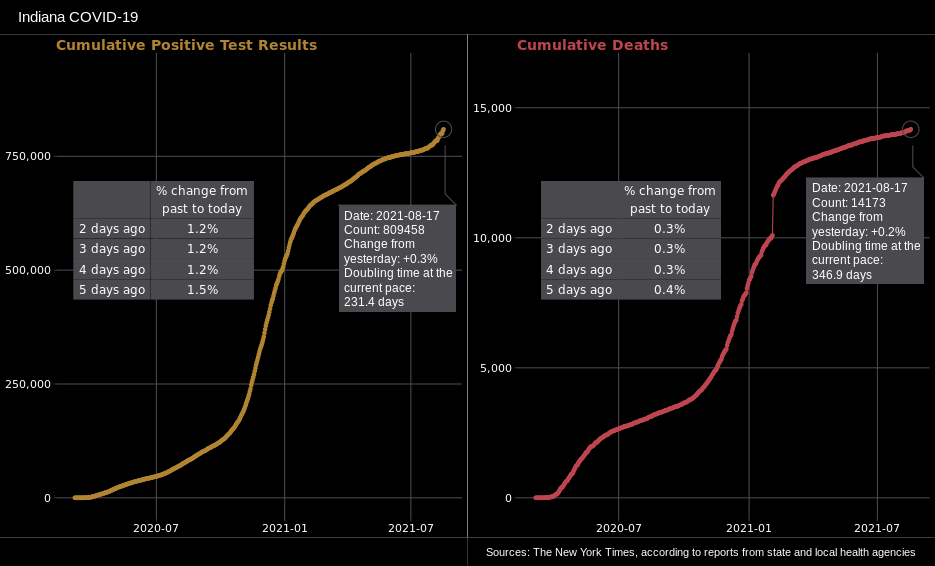 Indiana COVID-19
Cumulative Positive Test Results
750,000
500,000
250,000
0
2020-07
2021-01
2021-07
% change from
past to today
2 days ago 1.2%
3 days ago 1.2%
4 days ago 1.2%
5 days ago 1.5%
Date: 2021-08-17
Count: 809458
Change from
yesterday: +0.3%
Doubling time at the
current pace:
231.4 days
Cumulative Deaths
15,000
10,000
5,000
0
2020-07
2021-01
2021-07
% change from
past to today
2 days ago 0.3%
3 days ago 0.3%
4 days ago 0.3%
5 days ago 0.4%
Date: 2021-08-17
Count: 14173
Change from
yesterday: +0.2%
Doubling time at the
current pace:
346.9 days
Sources: The New York Times, according to reports from state and local health agencies